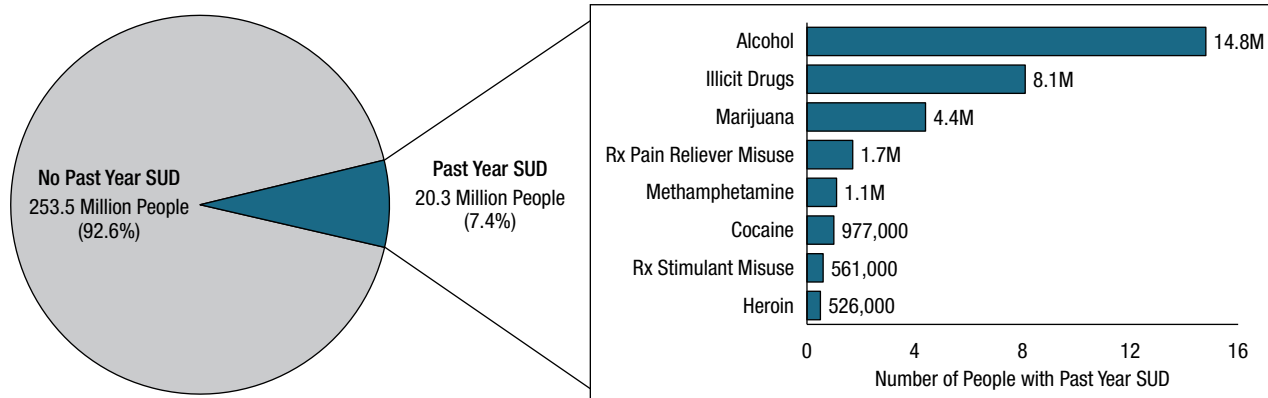 No Past Year SUD
253.5 Million People
(92.6%)
Past Year SUD
20.3 Million People
(7.4%)
Alcohol
14.8M
Illicit Drugs
8.1M
Marijuana
4.4M
Rx Pain Reliever Misuse
1.7M
Methamphetamine
1.1M
Cocaine
977,000
Rx Stimulant Misuse
561,000
Heroin
526,000
0 4 8 12 16
Number of People with Past Year SUD